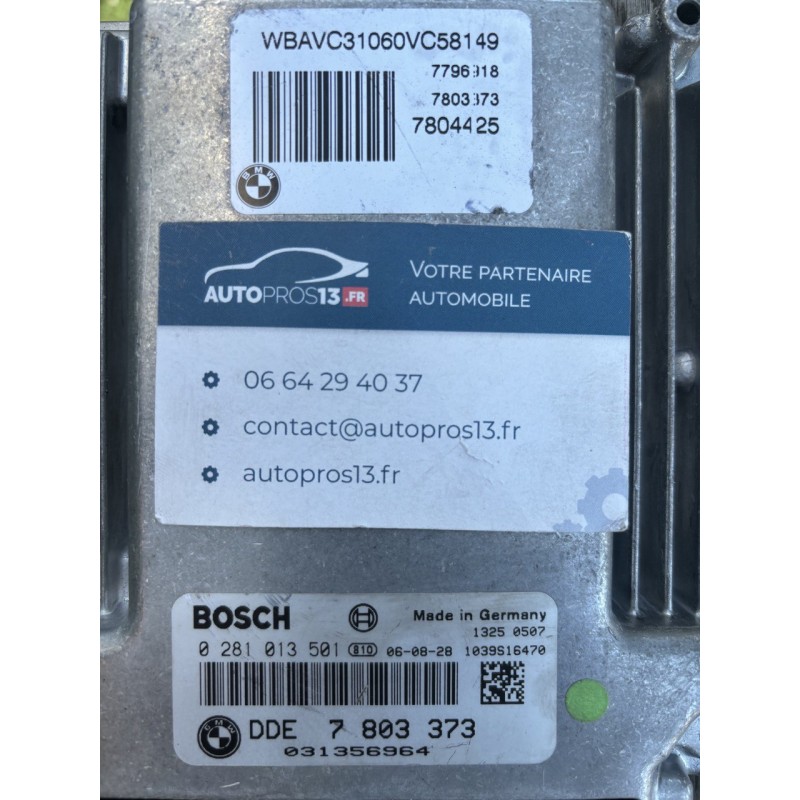 WBAVC31060VC58149
7796918
7803373
7804425
BMW
AUTOPROS13.FR
VOTRE PARTENAIRE
AUTOMOBILE
06 64 29 40 37
contact@autopros13.fr
autopros13.fr
BOSCH
Made in Germany
1325 0507
0 281 013 501 810 06-08-28 1039S16470
BMW
DDE 7 803 373
031356964